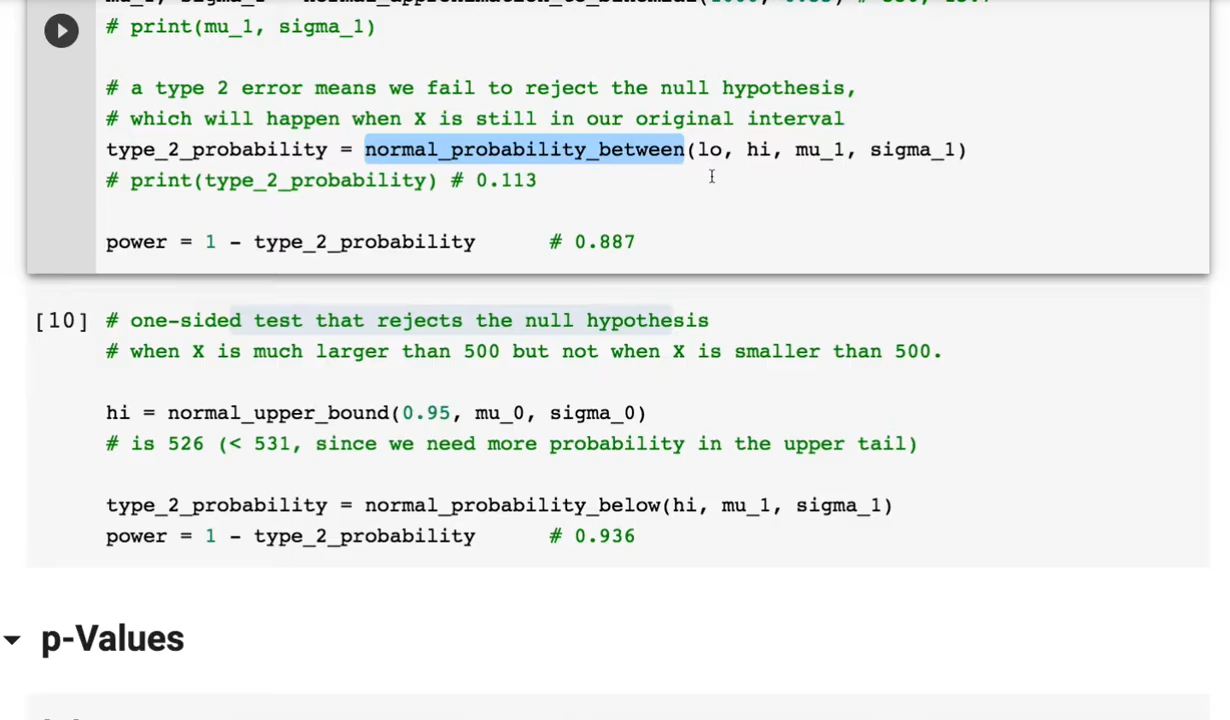 # print(mu_1, sigma_1)
# a type 2 error means we fail to reject the null hypothesis,
# which will happen when X is still in our original interval
type_2_probability = normal_probability_between(lo, hi, mu_1, sigma_1)
# print(type_2_probability) # 0.113
power = 1 - type_2_probability # 0.887
[10] # one-sided test that rejects the null hypothesis
# when X is much larger than 500 but not when X is smaller than 500.
hi = normal_upper_bound(0.95, mu_0, sigma_0)
# is 526 (< 531, since we need more probability in the upper tail)
type_2_probability = normal_probability_below(hi, mu_1, sigma_1)
power = 1 - type_2_probability # 0.936
p-Values